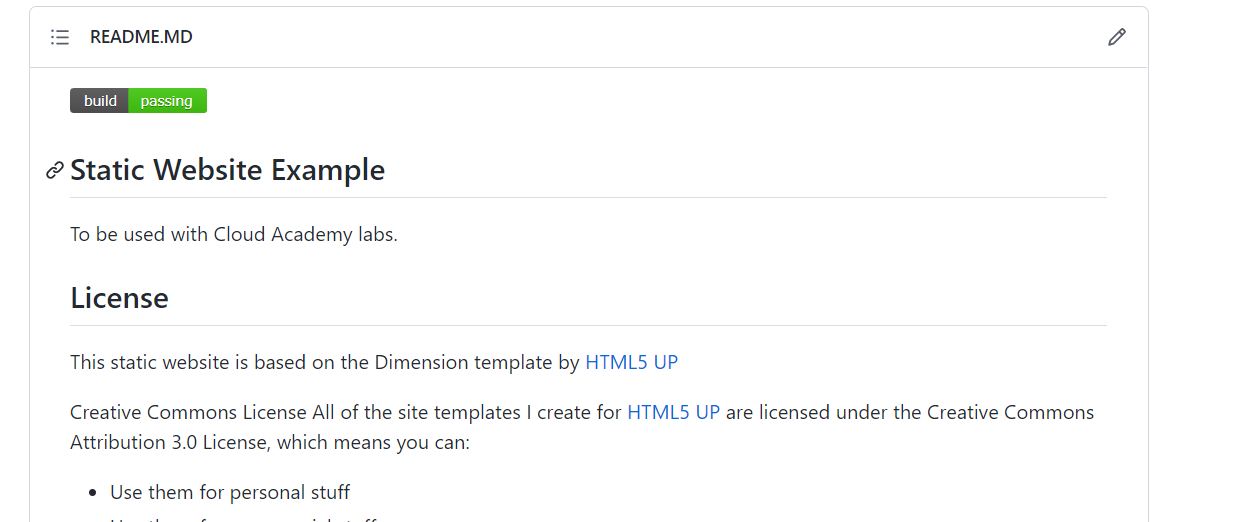 README.MD
build passing
Static Website Example
To be used with Cloud Academy labs.
License
This static website is based on the Dimension template by HTML5 UP
Creative Commons License All of the site templates I create for HTML5 UP are licensed under the Creative Commons
Attribution 3.0 License, which means you can:
Use them for personal stuff